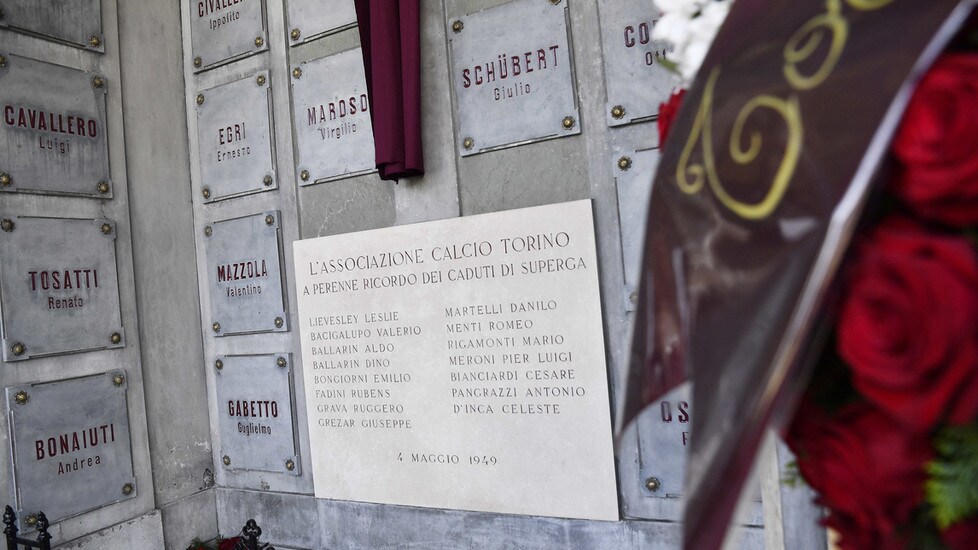 CIVALLERO
Ippolito
CAVALLERO
Luigi
EGRI
Ernesto
MAROSO
Virgilio
SCHÜBERT
Giulio
TOSATTI
Renato
MAZZOLA
Valentino
BONAIUTI
Andrea
GABETTO
Guglielmo
L'ASSOCIAZIONE CALCIO TORINO
A PERENNE RICORDO DEI CADUTI DI SUPERGA
LIEVESLEY LESLIE
BACIGALUPO VALERIO
BALLARIN ALDO
BALLARIN DINO
BONGIORNI EMILIO
FADINI RUBENS
GRAVA RUGGERO
GREZAR GIUSEPPE
MARTELLI DANILO
MENTI ROMEO
RIGAMONTI MARIO
MERONI PIER LUIGI
BIANCIARDI CESARE
PANGRAZZI ANTONIO
D'INCA CELESTE
4 MAGGIO 1949